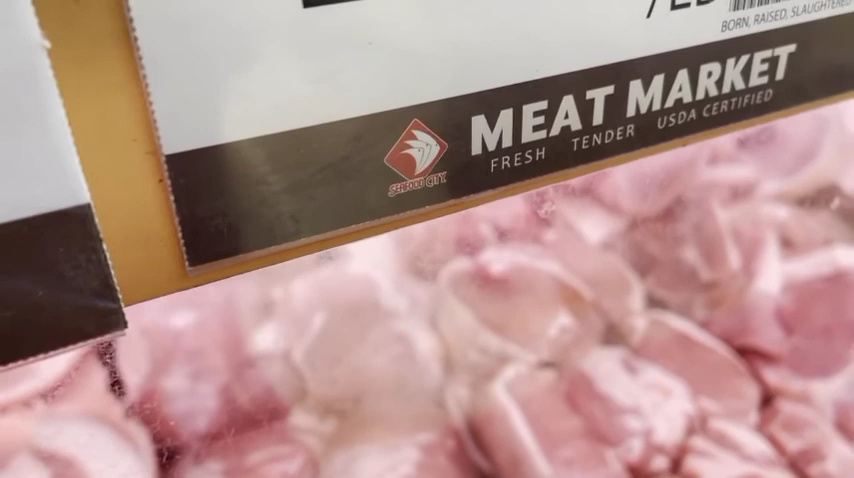 /LB
BORN, RAISED, SLAUGHTERED
MEAT MARKET
FRESH TENDER USDA CERTIFIED
SEAFOOD CITY